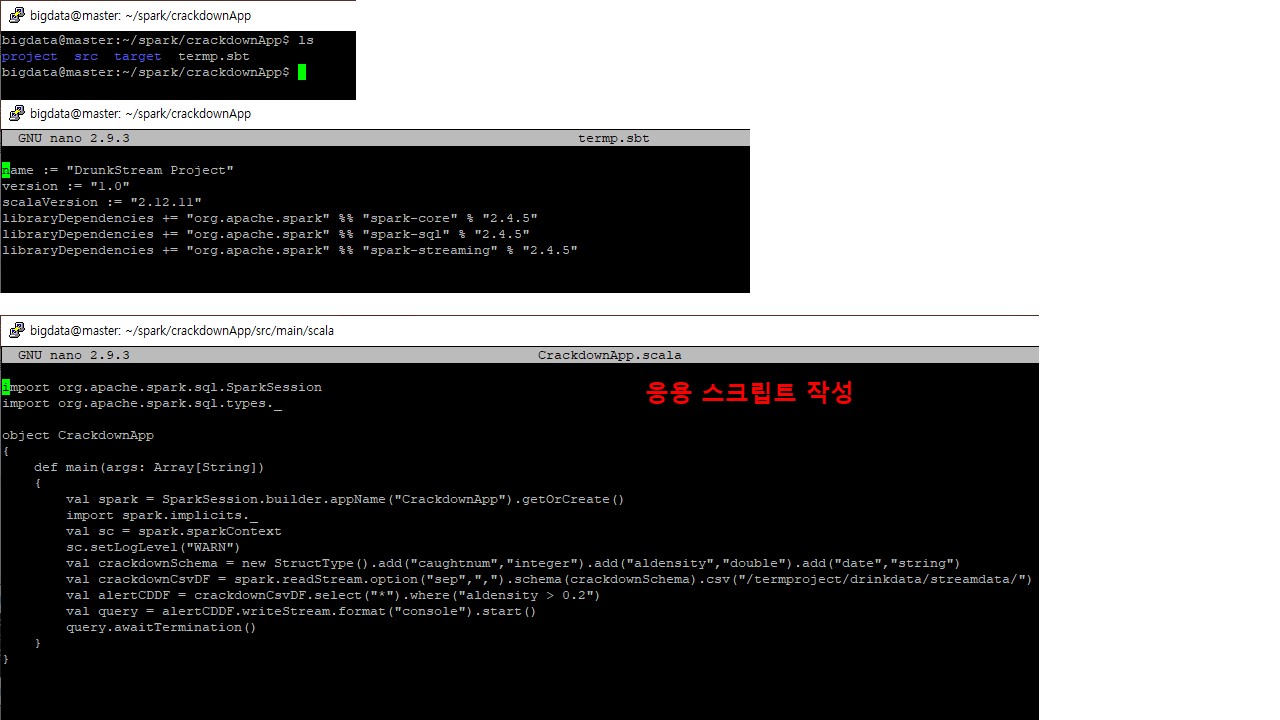 bigdata@master: ~/spark/crackdownApp
bigdata@master:~/spark/crackdownApp$ ls
project  src  target  termp.sbt
bigdata@master:~/spark/crackdownApp$
bigdata@master: ~/spark/crackdownApp
GNU nano 2.9.3 termp.sbt
name := "DrunkStream Project"
version := "1.0"
scalaVersion := "2.12.11"
libraryDependencies += "org.apache.spark" %% "spark-core" % "2.4.5"
libraryDependencies += "org.apache.spark" %% "spark-sql" % "2.4.5"
libraryDependencies += "org.apache.spark" %% "spark-streaming" % "2.4.5"
bigdata@master: ~/spark/crackdownApp/src/main/scala
GNU nano 2.9.3 CrackdownApp.scala
import org.apache.spark.sql.SparkSession
응용 스크립트 작성
import org.apache.spark.sql.types._
object CrackdownApp
{
    def main(args: Array[String])
    {
        val spark = SparkSession.builder.appName("CrackdownApp").getOrCreate()
        import spark.implicits._
        val sc = spark.sparkContext
        sc.setLogLevel("WARN")
        val crackdownSchema = new StructType().add("caughtnum","integer").add("aldensity","double").add("date","string")
        val crackdownCsvDF = spark.readStream.option("sep",",").schema(crackdownSchema).csv("/termproject/drinkdata/streamdata/")
        val alertCDDF = crackdownCsvDF.select("*").where("aldensity > 0.2")
        val query = alertCDDF.writeStream.format("console").start()
        query.awaitTermination()
    }
}